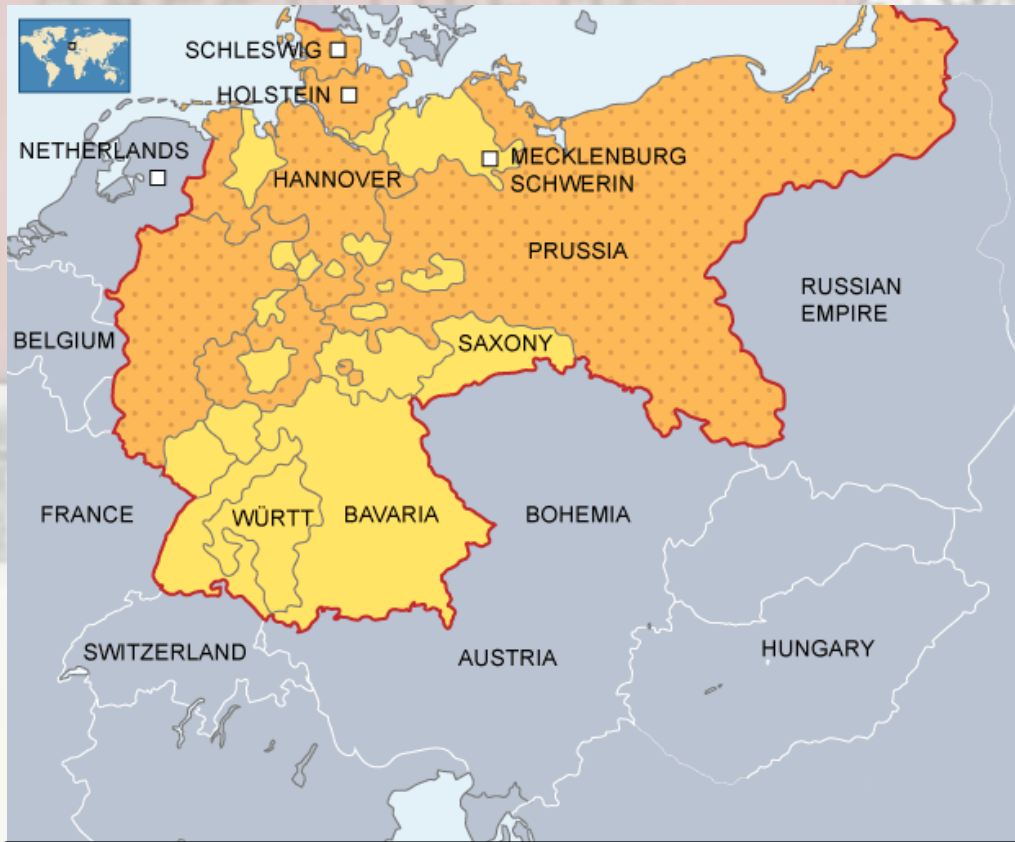 SCHLESWIG
HOLSTEIN
NETHERLANDS
MECKLENBURG
SCHWERIN
HANNOVER
PRUSSIA
RUSSIAN
EMPIRE
BELGIUM
SAXONY
FRANCE
WÜRTT
BAVARIA
BOHEMIA
SWITZERLAND
AUSTRIA
HUNGARY